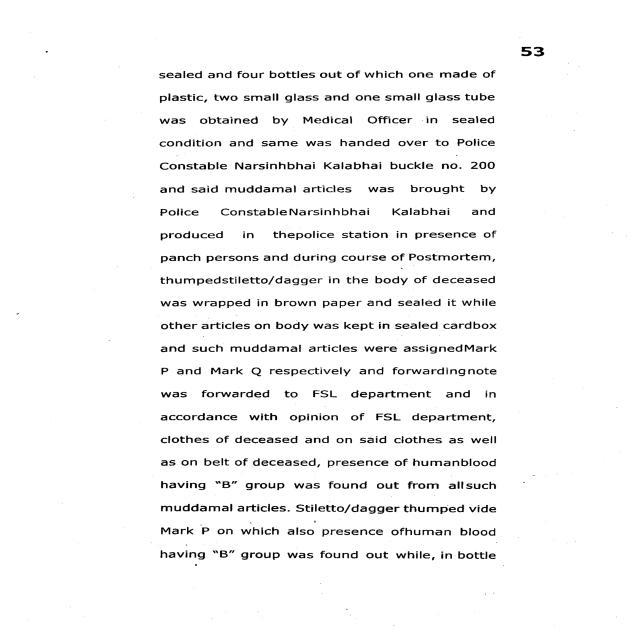 53
sealed and four bottles out of which one made of
plastic, two small glass and one small glass tube
was obtained by Medical Officer in sealed
condition and same was handed over to Police
Constable Narsinhbhai Kalabhai buckle no. 200
and said muddamal articles was brought by
Police ConstableNarsinhbhai Kalabhai and
produced in thepolice station in presence of
panch persons and during course of Postmortem,
thumpedstiletto/dagger in the body of deceased
was wrapped in brown paper and sealed it while
other articles on body was kept in sealed cardbox
and such muddamal articles were assignedMark
P and Mark Q respectively and forwardingnote
was forwarded to FSL department and in
accordance with opinion of FSL department,
clothes of deceased and on said clothes as well
as on belt of deceased, presence of humanblood
having "B" group was found out from allsuch
muddamal articles. Stiletto/dagger thumped vide
Mark P on which also presence ofhuman blood
having "B" group was found out while, in bottle